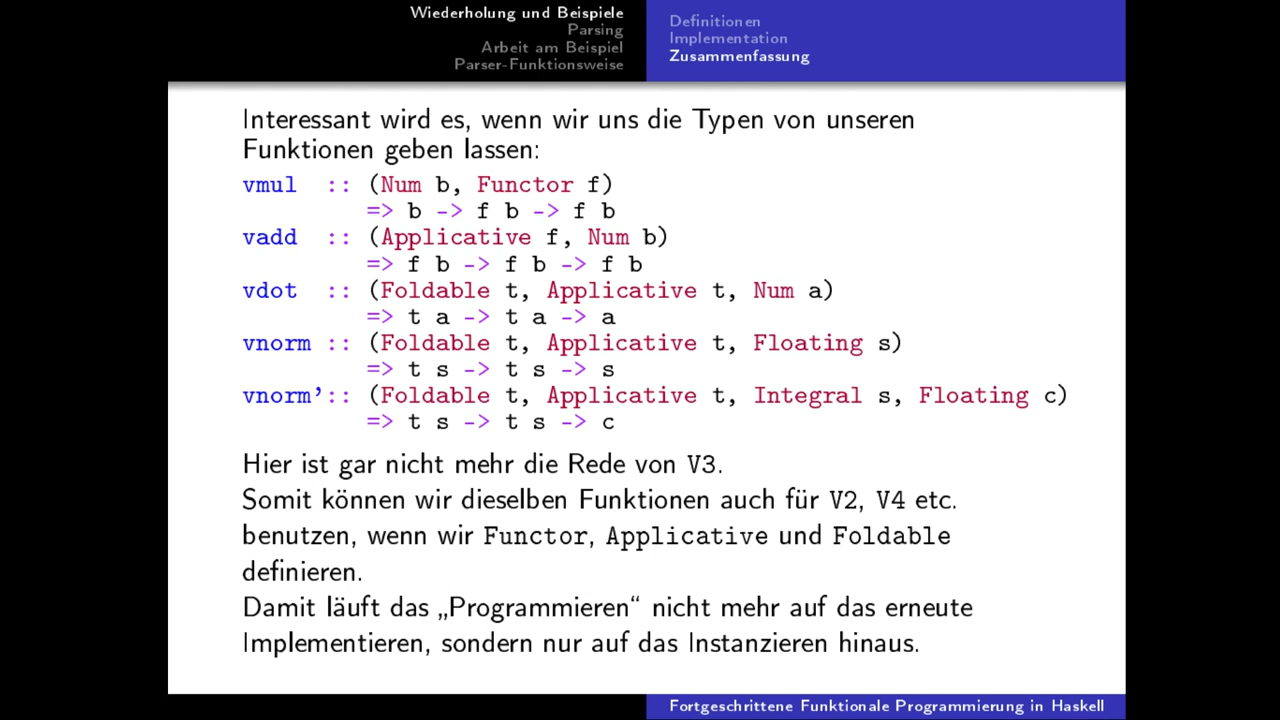 Wiederholung und Beispiele
Parsing
Arbeit am Beispiel
Parser-Funktionsweise
Definitionen
Implementation
Zusammenfassung
Interessant wird es, wenn wir uns die Typen von unseren
Funktionen geben lassen:
vmul :: (Num b, Functor f)
=> b -> f b -> f b
vadd :: (Applicative f, Num b)
=> f b -> f b -> f b
vdot :: (Foldable t, Applicative t, Num a)
=> t a -> t a -> a
vnorm :: (Foldable t, Applicative t, Floating s)
=> t s -> t s -> s
vnorm’:: (Foldable t, Applicative t, Integral s, Floating c)
=> t s -> t s -> c
Hier ist gar nicht mehr die Rede von V3.
Somit können wir dieselben Funktionen auch für V2, V4 etc.
benutzen, wenn wir Functor, Applicative und Foldable
definieren.
Damit läuft das „Programmieren“ nicht mehr auf das erneute
Implementieren, sondern nur auf das Instanzieren hinaus.
Fortgeschrittene Funktionale Programmierung in Haskell